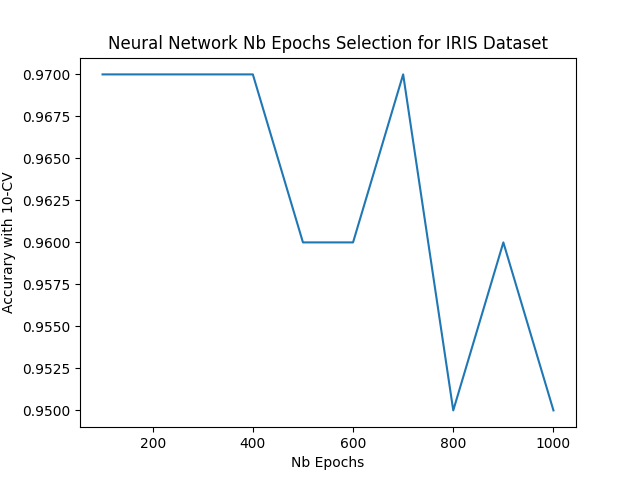 Neural Network Nb Epochs Selection for IRIS Dataset
0.9700
0.9675
0.9650
0.9625
0.9600
0.9575
0.9550
0.9525
0.9500
Accurary with 10-CV
200 400 600 800 1000
Nb Epochs